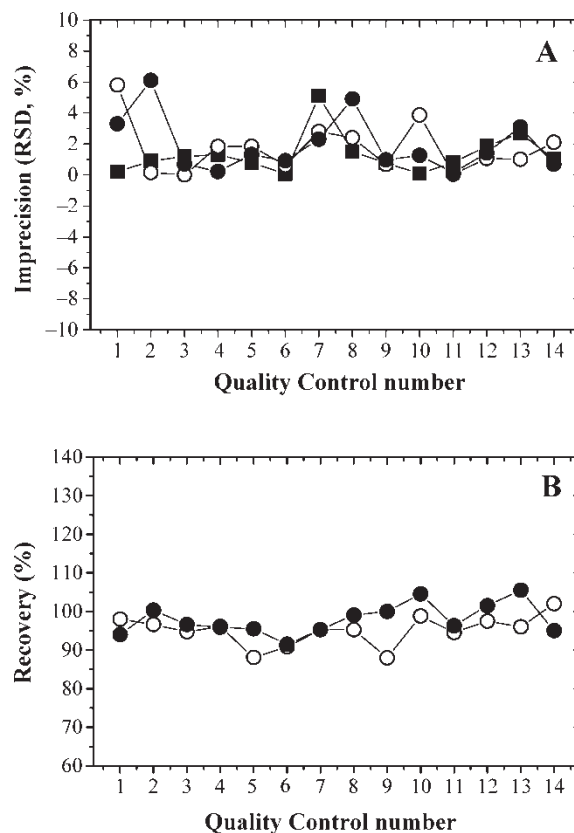 A
Imprecision (RSD, %)
10
8
6
4
2
0
–2
–4
–6
–8
–10
1 2 3 4 5 6 7 8 9 10 11 12 13 14
Quality Control number
B
Recovery (%)
140
130
120
110
100
90
80
70
60
1 2 3 4 5 6 7 8 9 10 11 12 13 14
Quality Control number